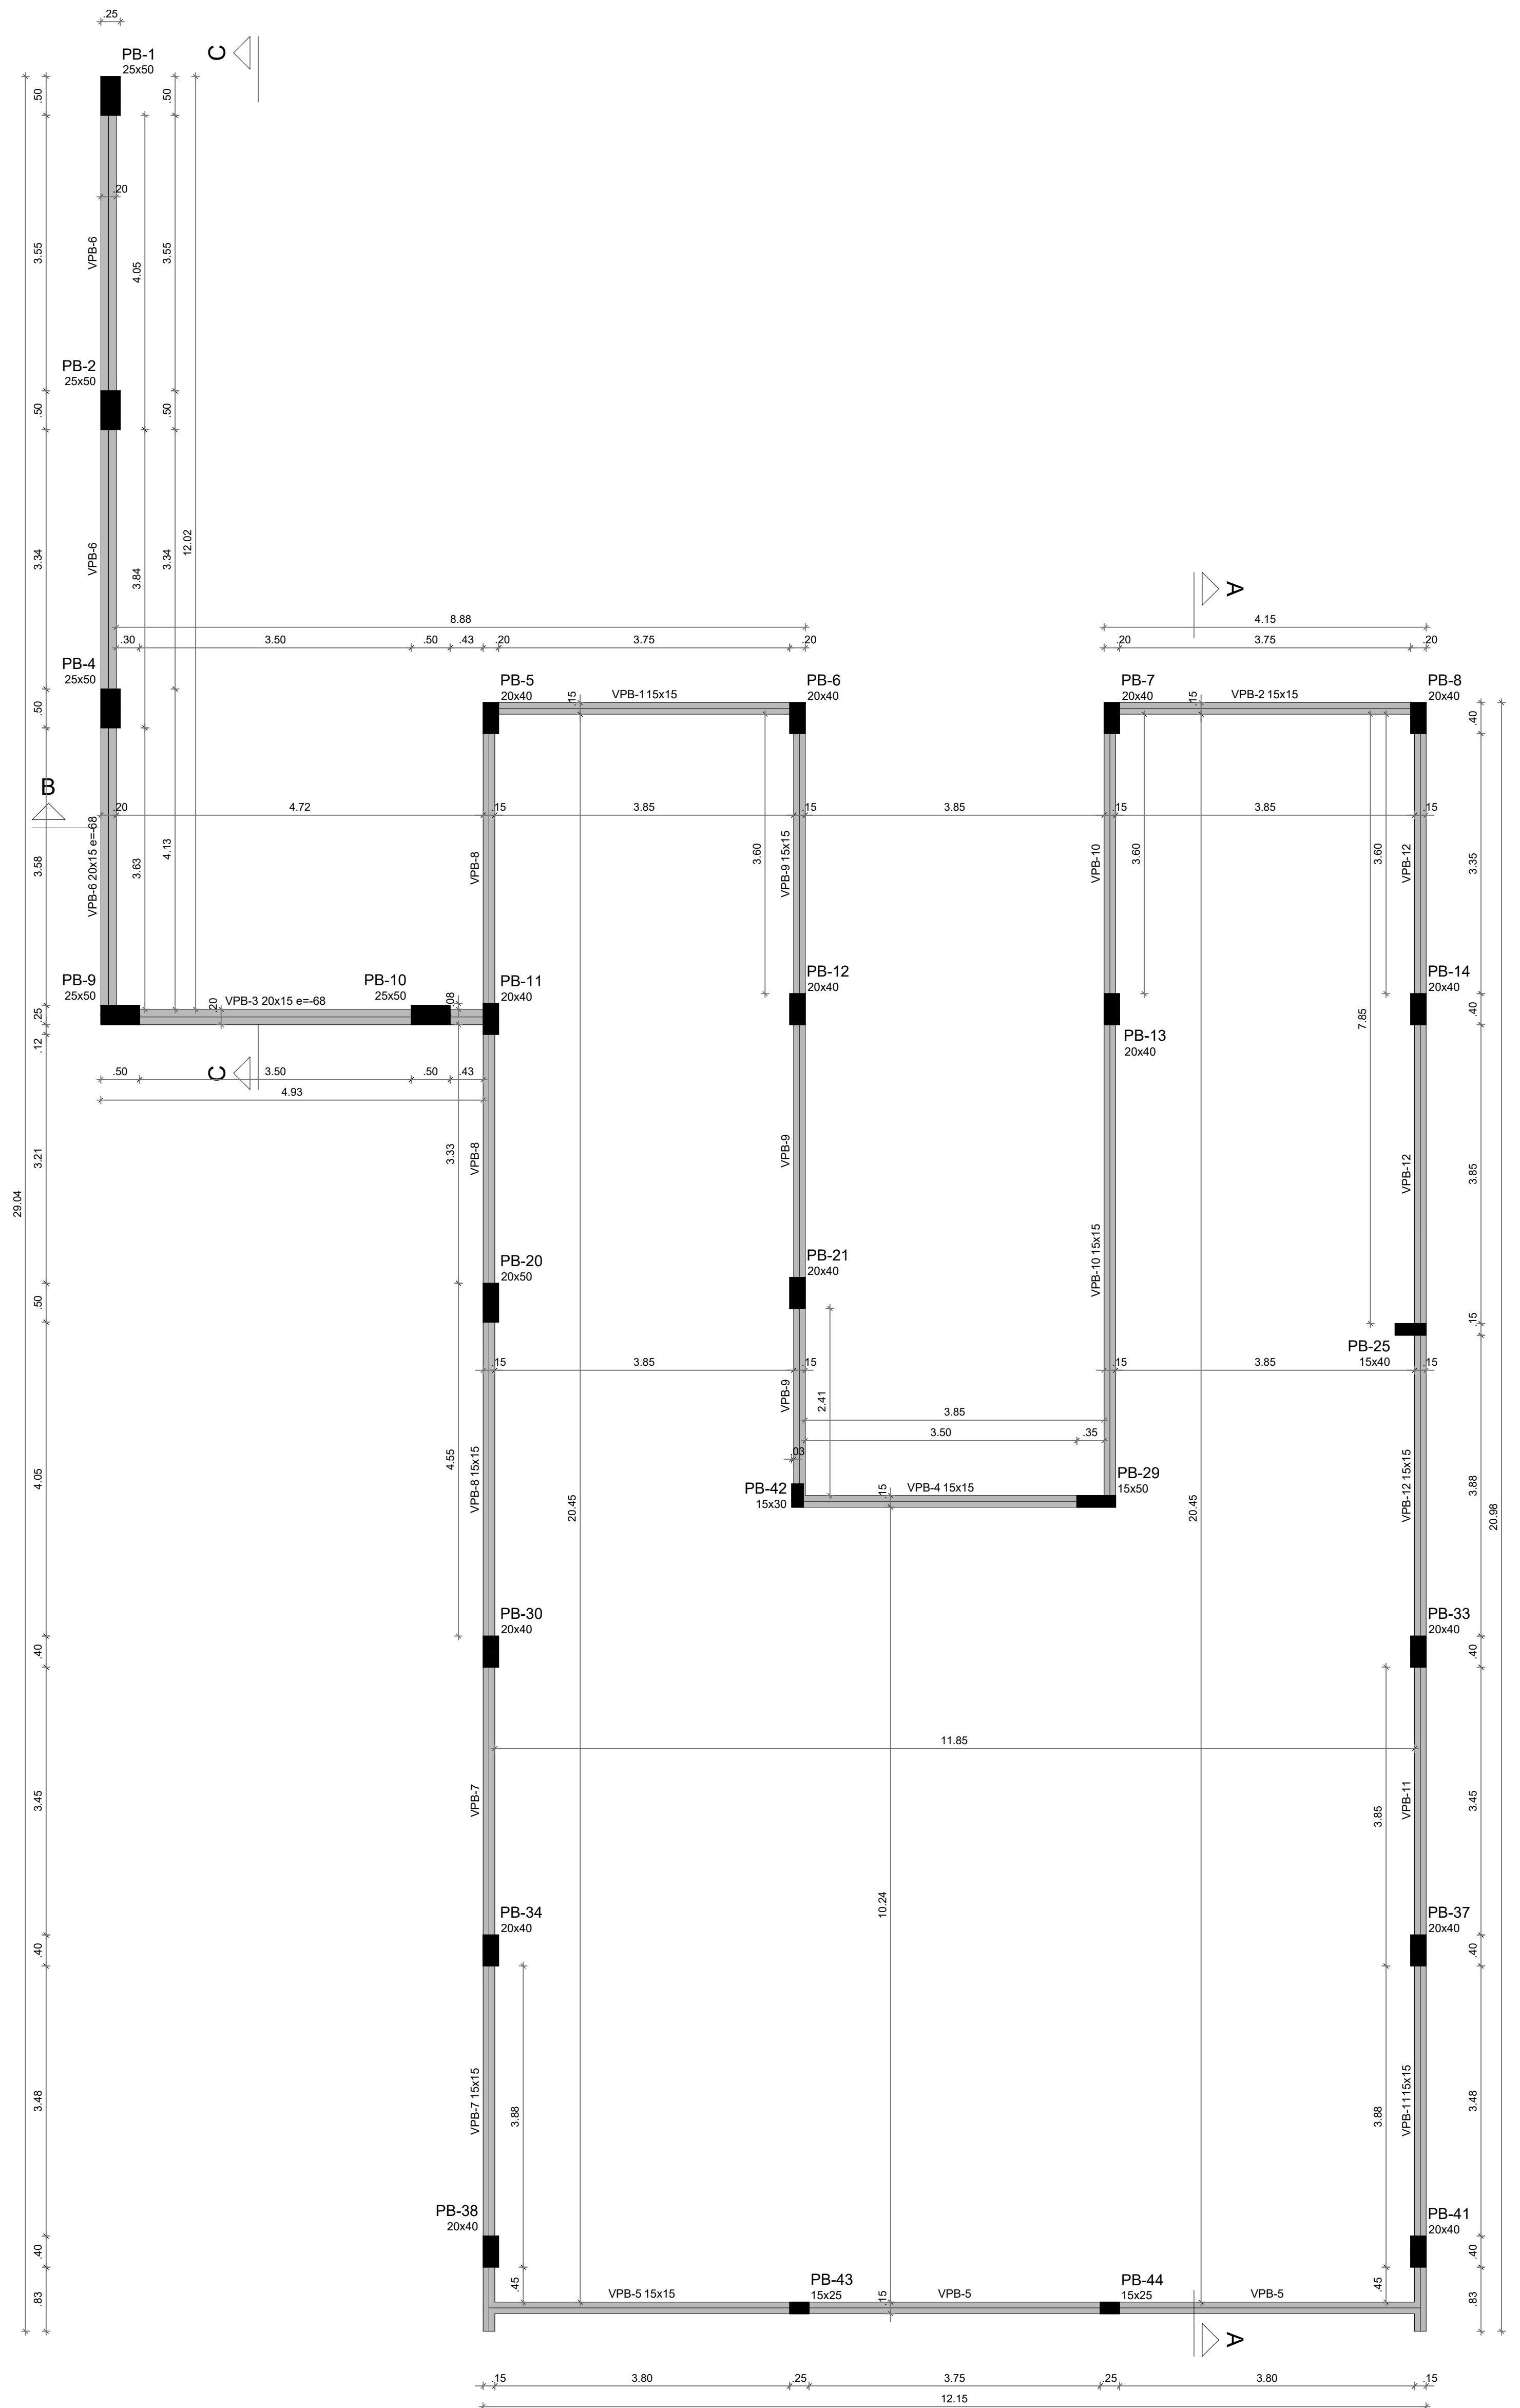 .25
PB-1
25x50
C
.50
.50
.20
3.55
VPB-6
4.05
3.55
PB-2
25x50
.50
.50
12.02
3.34
VPB-6
3.84
3.34
A
8.88
4.15
.30
3.50
.50
.43
.20
3.75
.20
.20
3.75
.20
PB-4
25x50
.50
PB-5
20x40
.15
VPB-1 15x15
PB-6
20x40
PB-7
20x40
.15
VPB-2 15x15
PB-8
20x40
.40
B
.20
4.72
.15
3.85
.15
3.85
.15
3.85
.15
3.58
VPB-6 20x15 e=-68
3.63
4.13
VPB-8
3.60
VPB-9 15x15
VPB-10
3.60
3.60
VPB-12
3.35
PB-9
25x50
PB-10
25x50
PB-11
20x40
PB-12
20x40
PB-14
20x40
.25
.20
VPB-3 20x15 e=-68
.08
.40
.12
PB-13
20x40
7.85
.50
C
3.50
.50
.43
4.93
3.21
3.33
VPB-8
VPB-9
VPB-12
3.85
29.04
PB-20
20x50
PB-21
20x40
VPB-10 15x15
.50
.15
PB-25
15x40
.15
3.85
.15
.15
3.85
.15
VPB-9
2.41
3.85
3.50
.35
.03
4.05
4.55
VPB-8 15x15
20.45
PB-42
15x30
.15
VPB-4 15x15
PB-29
15x50
20.45
VPB-12 15x15
3.88
20.98
PB-30
20x40
PB-33
20x40
.40
.40
11.85
3.45
VPB-7
3.85
VPB-11
3.45
10.24
PB-34
20x40
PB-37
20x40
.40
.40
3.48
VPB-7 15x15
3.88
3.88
VPB-11 15x15
3.48
PB-38
20x40
PB-41
20x40
.40
.40
.83
.45
VPB-5 15x15
PB-43
15x25
.15
VPB-5
PB-44
15x25
VPB-5
.45
.83
A
.15
3.80
.25
3.75
.25
3.80
.15
12.15